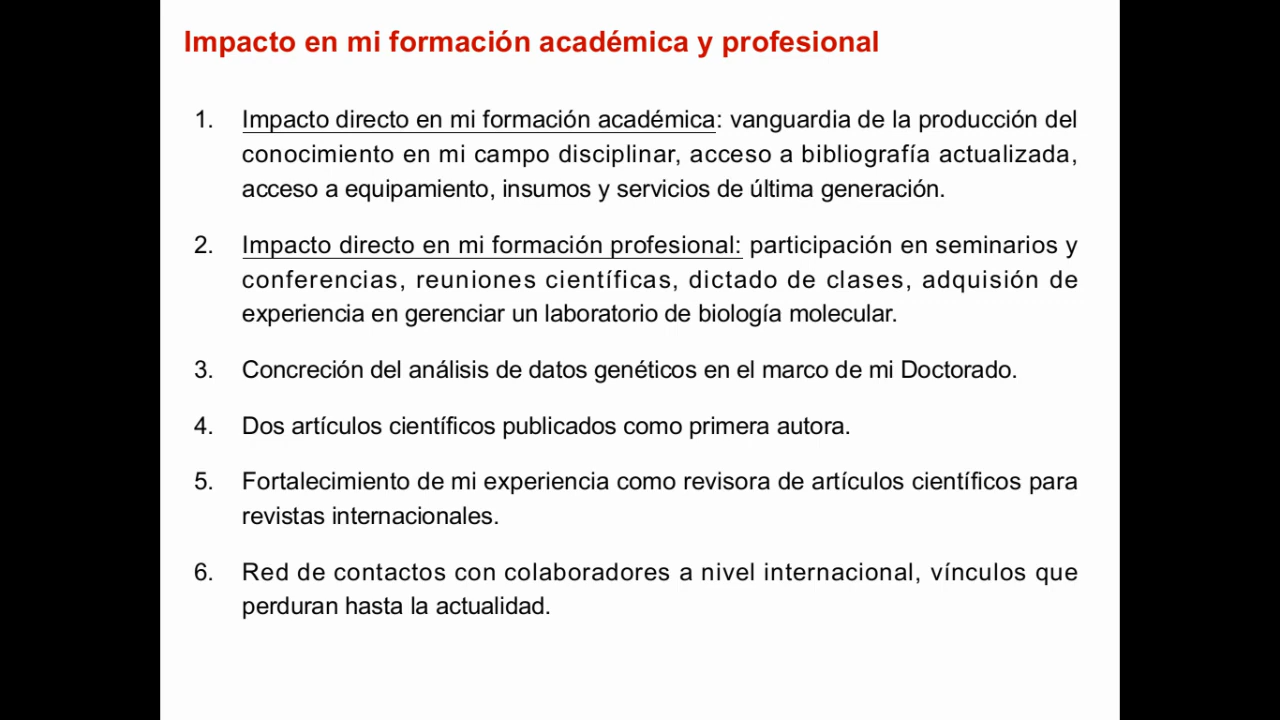 Impacto en mi formación académica y profesional
1. Impacto directo en mi formación académica: vanguardia de la producción del
conocimiento en mi campo disciplinar, acceso a bibliografía actualizada,
acceso a equipamiento, insumos y servicios de última generación.
2. Impacto directo en mi formación profesional: participación en seminarios y
conferencias, reuniones científicas, dictado de clases, adquisión de
experiencia en gerenciar un laboratorio de biología molecular.
3. Concreción del análisis de datos genéticos en el marco de mi Doctorado.
4. Dos artículos científicos publicados como primera autora.
5. Fortalecimiento de mi experiencia como revisora de artículos científicos para
revistas internacionales.
6. Red de contactos con colaboradores a nivel internacional, vínculos que
perduran hasta la actualidad.